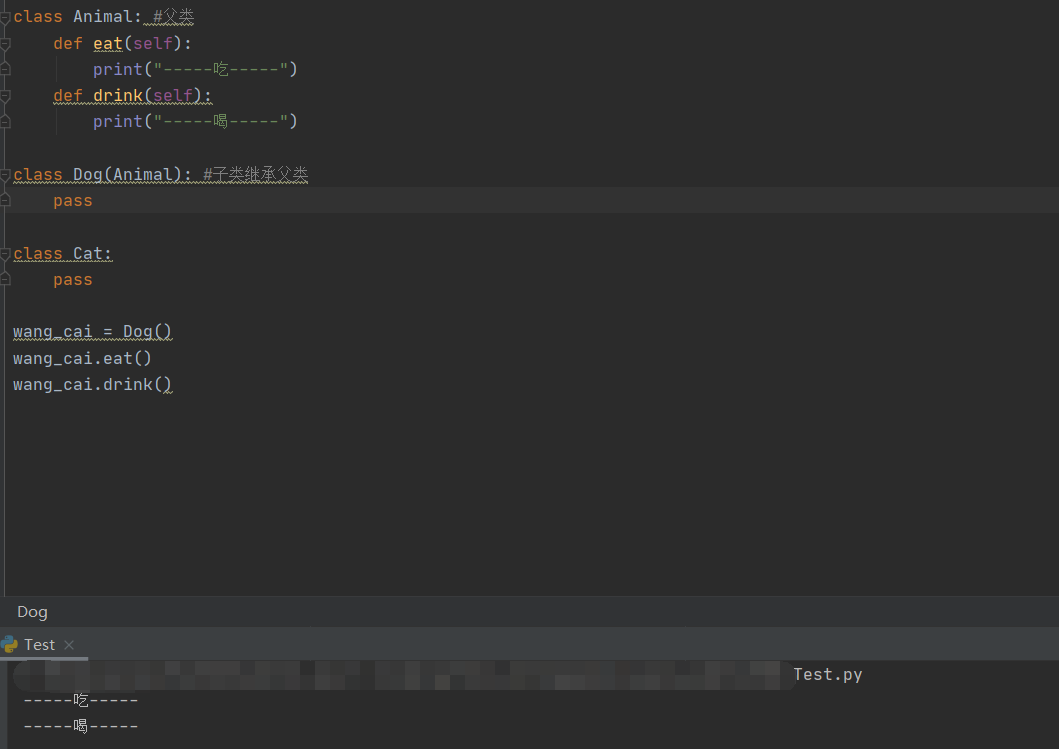 class Animal: #父类
    def eat(self):
        print("-----吃-----")
    def drink(self):
        print("-----喝-----")
class Dog(Animal): #子类继承父类
    pass
class Cat:
    pass
wang_cai = Dog()
wang_cai.eat()
wang_cai.drink()
Dog
Test
Test.py
-----吃-----
-----喝-----